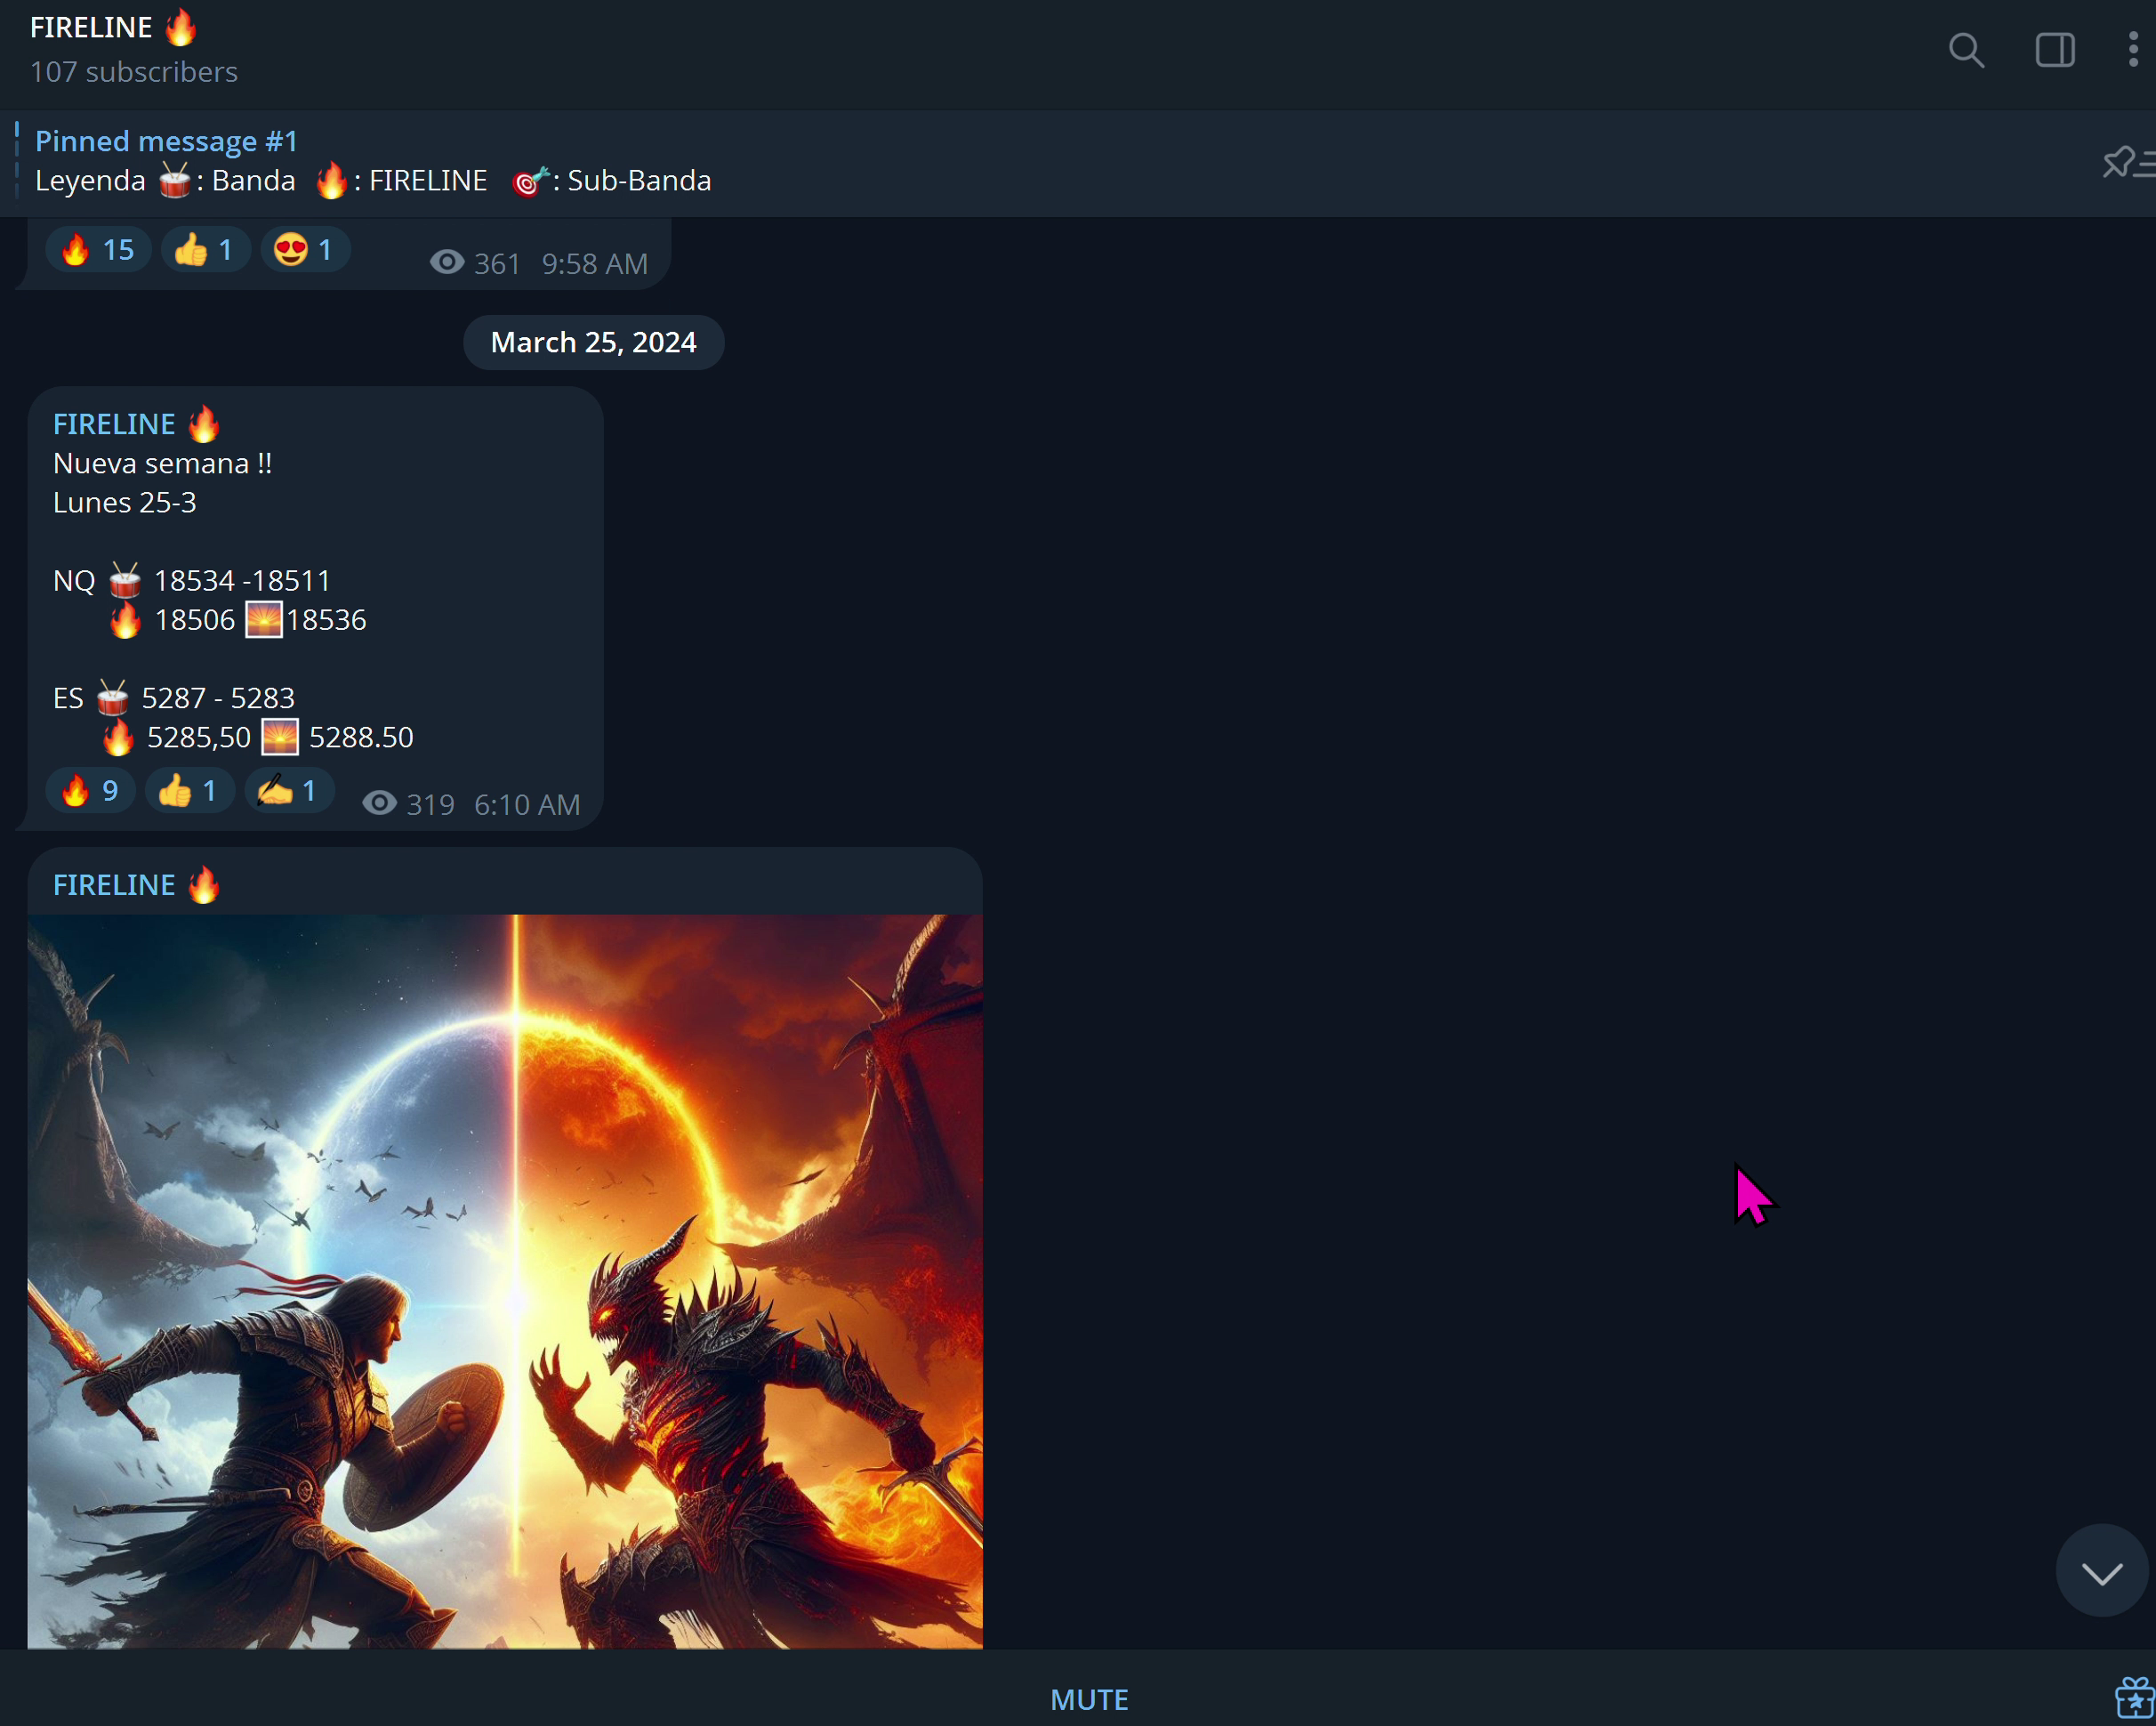 FIRELINE 🔥
107 subscribers
Pinned message #1
Leyenda 🥁: Banda 🔥: FIRELINE 🎯: Sub-Banda
🔥 15 👍 1 😍 1 361 9:58 AM
March 25, 2024
FIRELINE 🔥
Nueva semana !!
Lunes 25-3
NQ 🥁 18534 -18511
🔥 18506 🌅18536
ES 🥁 5287 - 5283
🔥 5285,50 🌅 5288.50
🔥 9 👍 1 ✍️ 1 319 6:10 AM
FIRELINE 🔥
MUTE